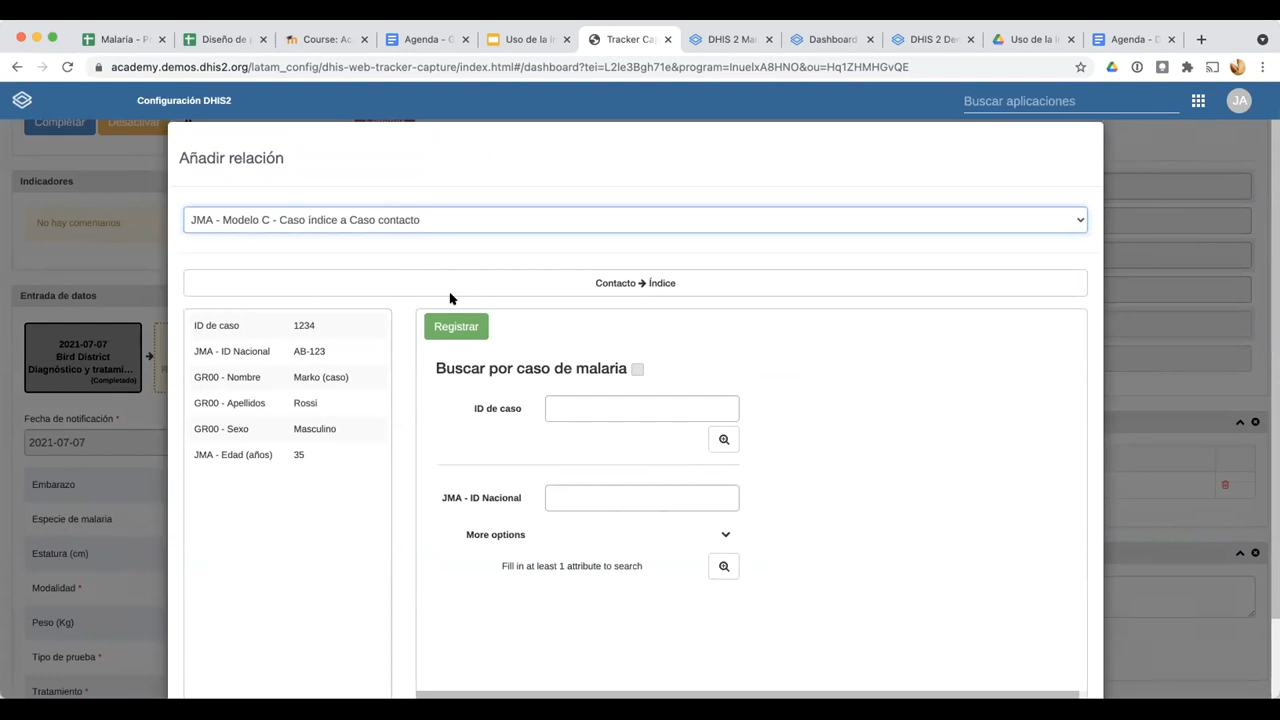 Malaría - P
Diseño de
Course: Ac
Agenda - G
Uso de la i
Tracker Ca
DHIS 2 Mai
Dashboard
DHIS 2 De
Uso de la i
Agenda - D
academy.demos.dhis2.org/latam_config/dhis-web-tracker-capture/index.html#/dashboard?tei=L2Ie3Bgh71e&program=InuelxA8HNO&ou=Hq1ZHMHGvQE
Configuración DHIS2
Buscar aplicaciones
JA
Completar
Desactivar
Añadir relación
Indicadores
No hay comentarios
JMA - Modelo C - Caso índice a Caso contacto
Contacto → Índice
Entrada de datos
2021-07-07
Bird District
Diagnóstico y tratami...
(Completado)
Fecha de notificación *
2021-07-07
Embarazo
Especie de malaria
Estatura (cm)
Modalidad *
Peso (Kg)
Tipo de prueba *
Tratamiento *
ID de caso 1234
JMA - ID Nacional AB-123
GR00 - Nombre Marko (caso)
GR00 - Apellidos Rossi
GR00 - Sexo Masculino
JMA - Edad (años) 35
Registrar
Buscar por caso de malaria
ID de caso
JMA - ID Nacional
More options
Fill in at least 1 attribute to search